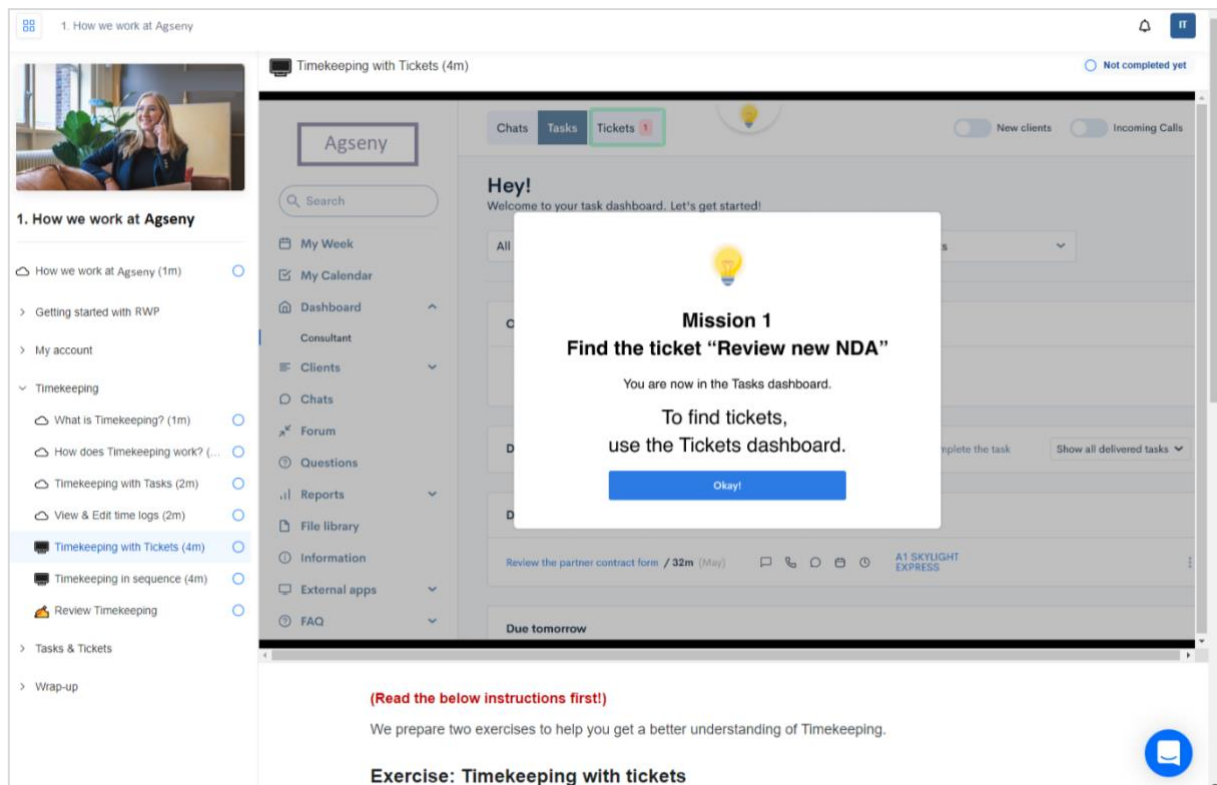 1. How we work at Agseny
IT
1. How we work at Agseny
How we work at Agseny (1m)
Getting started with RWP
My account
Timekeeping
What is Timekeeping? (1m)
How does Timekeeping work? (...
Timekeeping with Tasks (2m)
View & Edit time logs (2m)
Timekeeping with Tickets (4m)
Timekeeping in sequence (4m)
Review Timekeeping
Tasks & Tickets
Wrap-up
Timekeeping with Tickets (4m)
Not completed yet
Agseny
Search
My Week
My Calendar
Dashboard
Consultant
Clients
Chats
Forum
Questions
Reports
File library
Information
External apps
FAQ
Chats Tasks Tickets 1
New clients Incoming Calls
Hey!
Welcome to your task dashboard. Let's get started!
All
Mission 1
Find the ticket “Review new NDA”
You are now in the Tasks dashboard.
To find tickets,
use the Tickets dashboard.
Okay!
the task Show all delivered tasks
Review the partner contract form / 32m (May)
A1 SKYLIGHT
EXPRESS
Due tomorrow
(Read the below instructions first!)
We prepare two exercises to help you get a better understanding of Timekeeping.
Exercise: Timekeeping with tickets